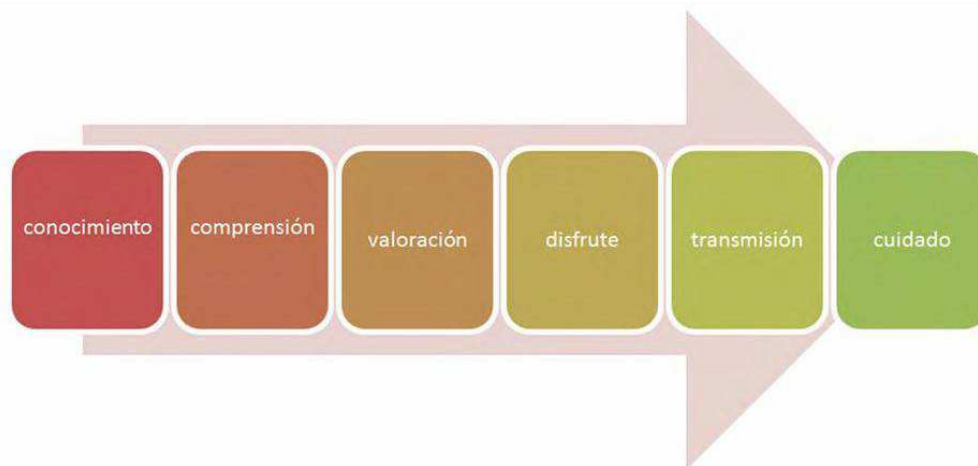 conocimiento
comprensión
valoración
disfrute
transmisión
cuidado